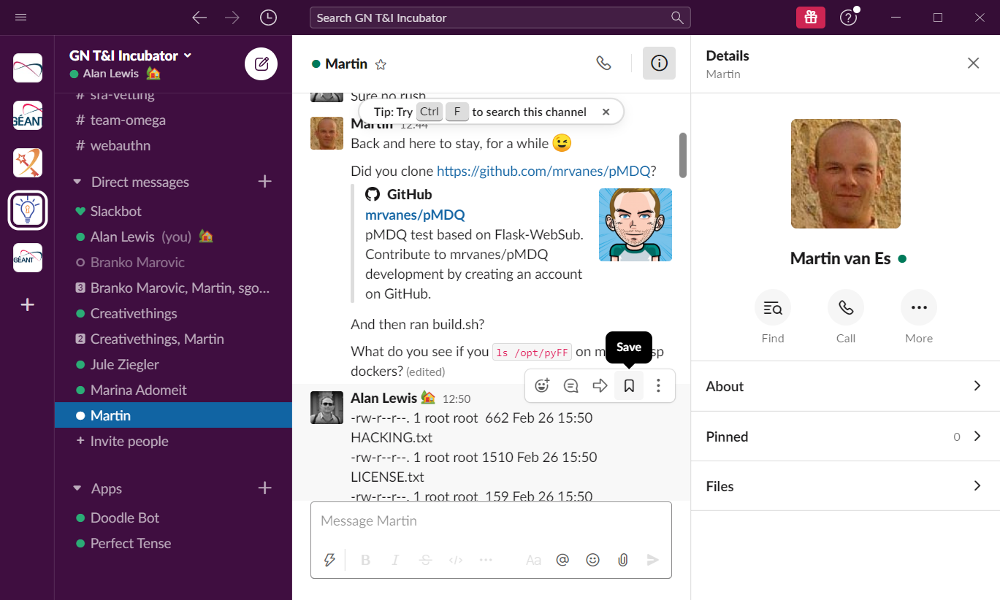 Search GN T&I Incubator
GN T&I Incubator
Alan Lewis
# sfa-vetting
# team-omega
# webauthn
Direct messages
Slackbot
Alan Lewis (you)
Branko Marovic
3 Branko Marovic, Martin, sgo...
Creativethings
2 Creativethings, Martin
Jule Ziegler
Marina Adomeit
Martin
+ Invite people
Apps
Doodle Bot
Perfect Tense
GÉANT
GÉANT
Martin
Sure no rush
Tip: Try Ctrl F to search this channel
Martin 12:44
Back and here to stay, for a while
Did you clone https://github.com/mrvanes/pMDQ?
GitHub
mrvanes/pMDQ
pMDQ test based on Flask-WebSub.
Contribute to mrvanes/pMDQ
development by creating an account
on GitHub.
And then ran build.sh?
What do you see if you ls /opt/pyFF on m sp
dockers? (edited)
Save
Alan Lewis 12:50
-rw-r--r--. 1 root root 662 Feb 26 15:50
HACKING.txt
-rw-r--r--. 1 root root 1510 Feb 26 15:50
LICENSE.txt
-rw-r--r--. 1 root root 159 Feb 26 15:50
Message Martin
B I S </> ... Aa @
Details
Martin
Martin van Es
Find Call More
About
Pinned 0
Files